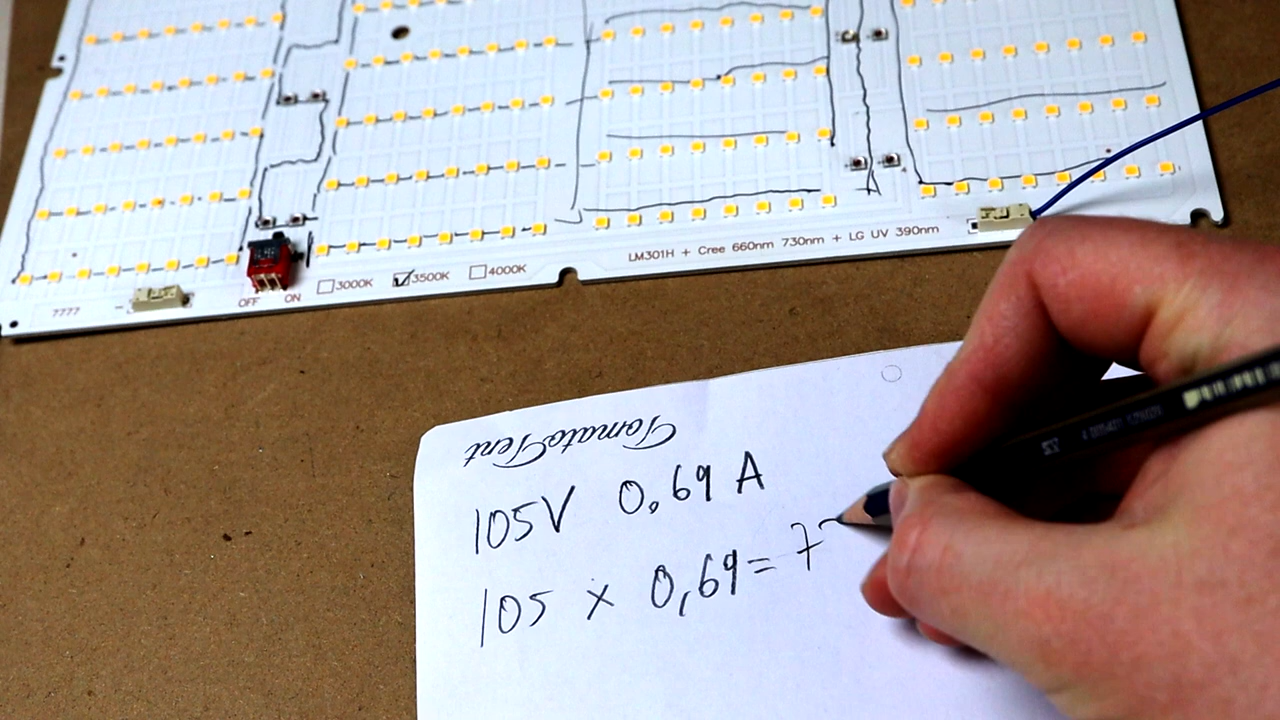 LM301H + Cree 660nm 730nm + LG UV 390nm
3000K 3500K 4000K
OFF ON
7777
TomatoTent
105V 0.69 A
105 x 0,69 = 7